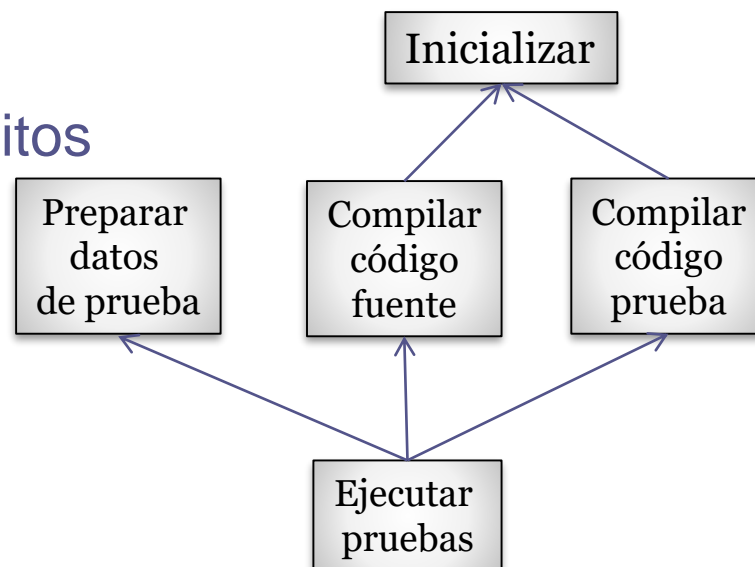 Inicializar
itos
Preparar
datos
de prueba
Compilar
código
fuente
Compilar
código
prueba
Ejecutar
pruebas